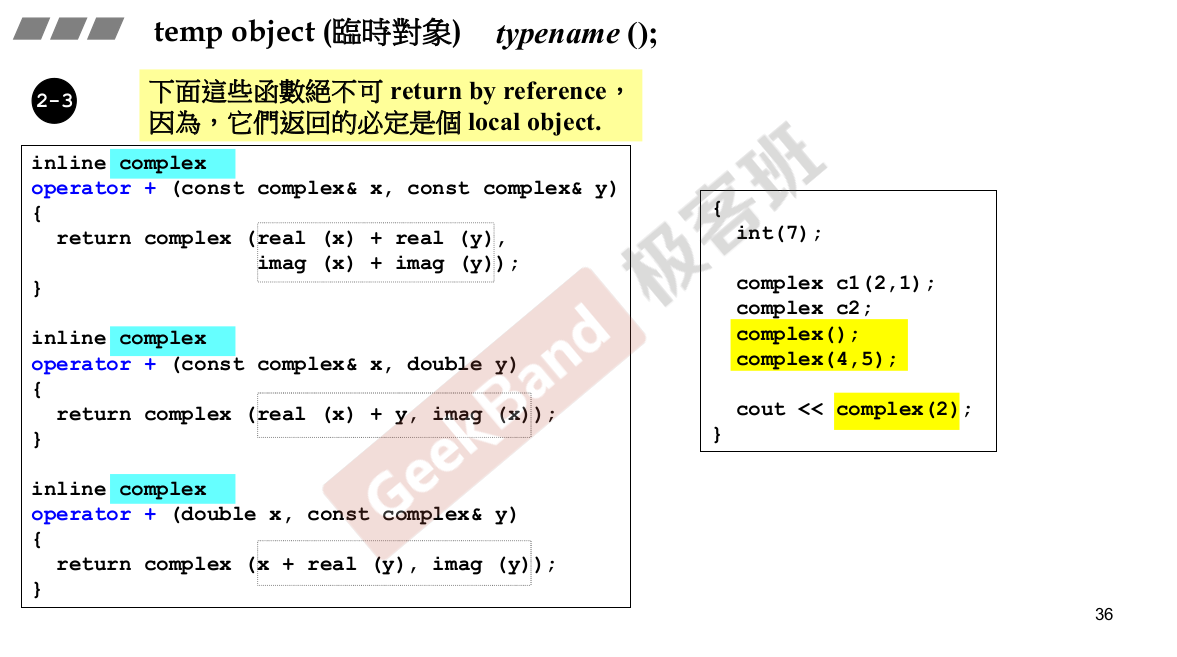 temp object (臨時對象) typename ();
2-3
下面這些函數絕不可 return by reference，
因為，它們返回的必定是個 local object.
inline complex
operator + (const complex& x, const complex& y)
{
  return complex (real (x) + real (y),
                  imag (x) + imag (y));
}
inline complex
operator + (const complex& x, double y)
{
  return complex (real (x) + y, imag (x));
}
inline complex
operator + (double x, const complex& y)
{
  return complex (x + real (y), imag (y));
}
{
  int(7);
  complex c1(2,1);
  complex c2;
  complex();
  complex(4,5);
  cout << complex(2);
}
GeekBand 极客班
36